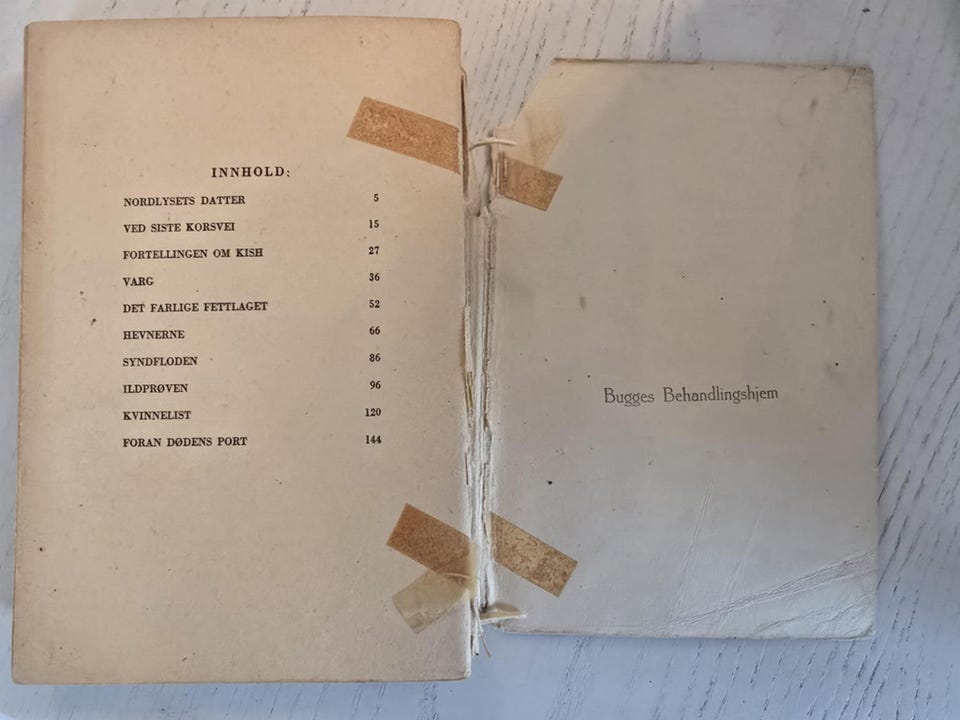 INNHOLD:
NORDLYSETS DATTER 5
VED SISTE KORSVEI 15
FORTELLINGEN OM KISH 27
VARG 36
DET FARLIGE FETTLAGET 52
HEVNERNE 66
SYNDFLODEN 86
ILDPRØVEN 96
KVINNELIST 120
FORAN DØDENS PORT 144
Bugges Behandlingshjem